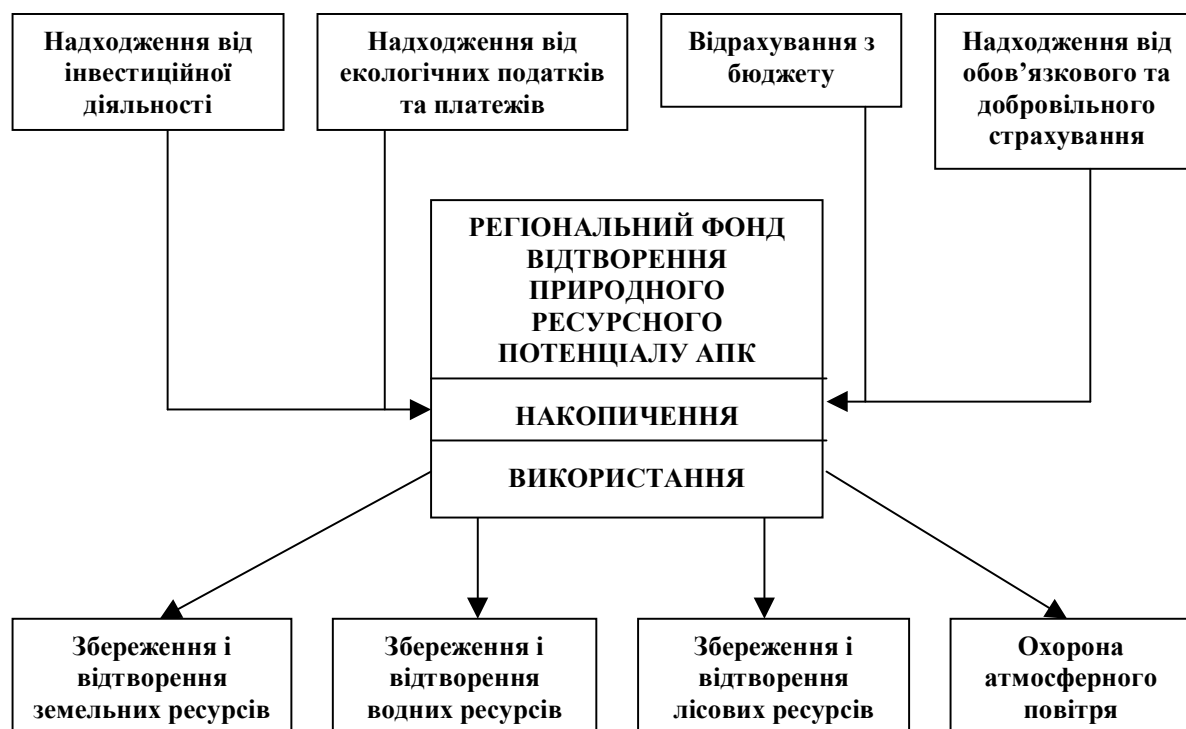 Надходження від
інвестиційної
діяльності
Надходження від
екологічних податків
та платежів
Відрахування з
бюджету
Надходження від
обов’язкового та
добровільного
страхування
РЕГІОНАЛЬНИЙ ФОНД
ВІДТВОРЕННЯ
ПРИРОДНОГО
РЕСУРСНОГО
ПОТЕНЦІАЛУ АПК
НАКОПИЧЕННЯ
ВИКОРИСТАННЯ
Збереження і
відтворення
земельних ресурсів
Збереження і
відтворення
водних ресурсів
Збереження і
відтворення
лісових ресурсів
Охорона
атмосферного
повітря